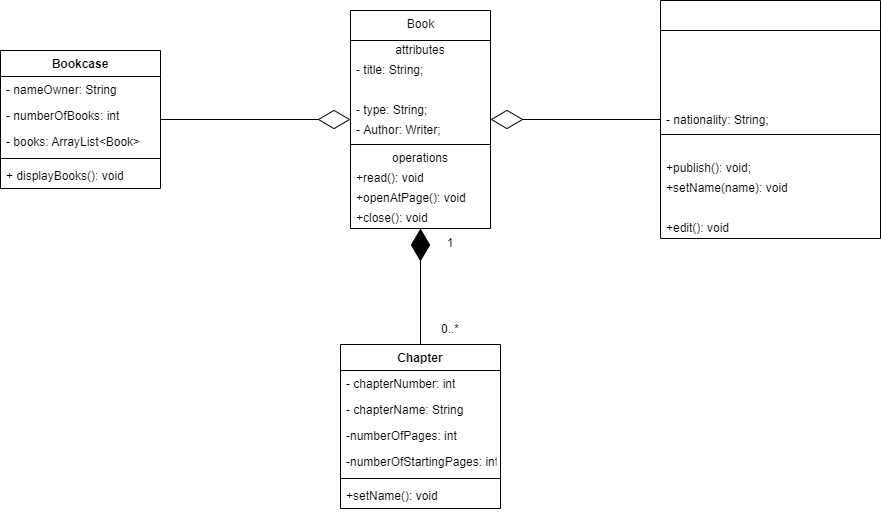 Bookcase
- nameOwner: String
- numberOfBooks: int
- books: ArrayList<Book>
+ displayBooks(): void
Book
attributes
- title: String;
- type: String;
- Author: Writer;
operations
+read(): void
+openAtPage(): void
+close(): void
- nationality: String;
+publish(): void;
+setName(name): void
+edit(): void
1
0..*
Chapter
- chapterNumber: int
- chapterName: String
-numberOfPages: int
-numberOfStartingPages: int
+setName(): void